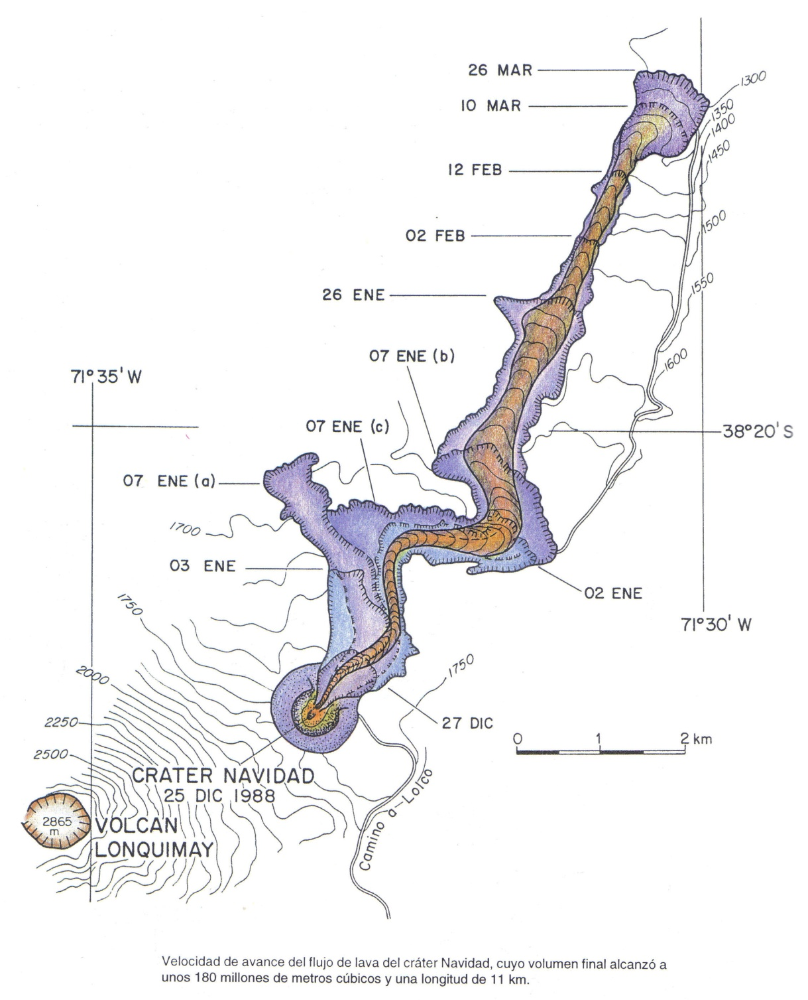 26 MAR
1300
10 MAR
1350
1400
1450
12 FEB
1500
02 FEB
1550
26 ENE
07 ENE (b)
1600
71°35' W
07 ENE (c)
38°20' S
07 ENE (a)
1700
03 ENE
02 ENE
1750
71°30' W
1750
2000
2250
27 DIC
0 1 2 km
2500
CRATER NAVIDAD
25 DIC 1988
Camino a Lolco
2865
m
VOLCAN
LONQUIMAY
Velocidad de avance del flujo de lava del cráter Navidad, cuyo volumen final alcanzó a
unos 180 millones de metros cúbicos y una longitud de 11 km.